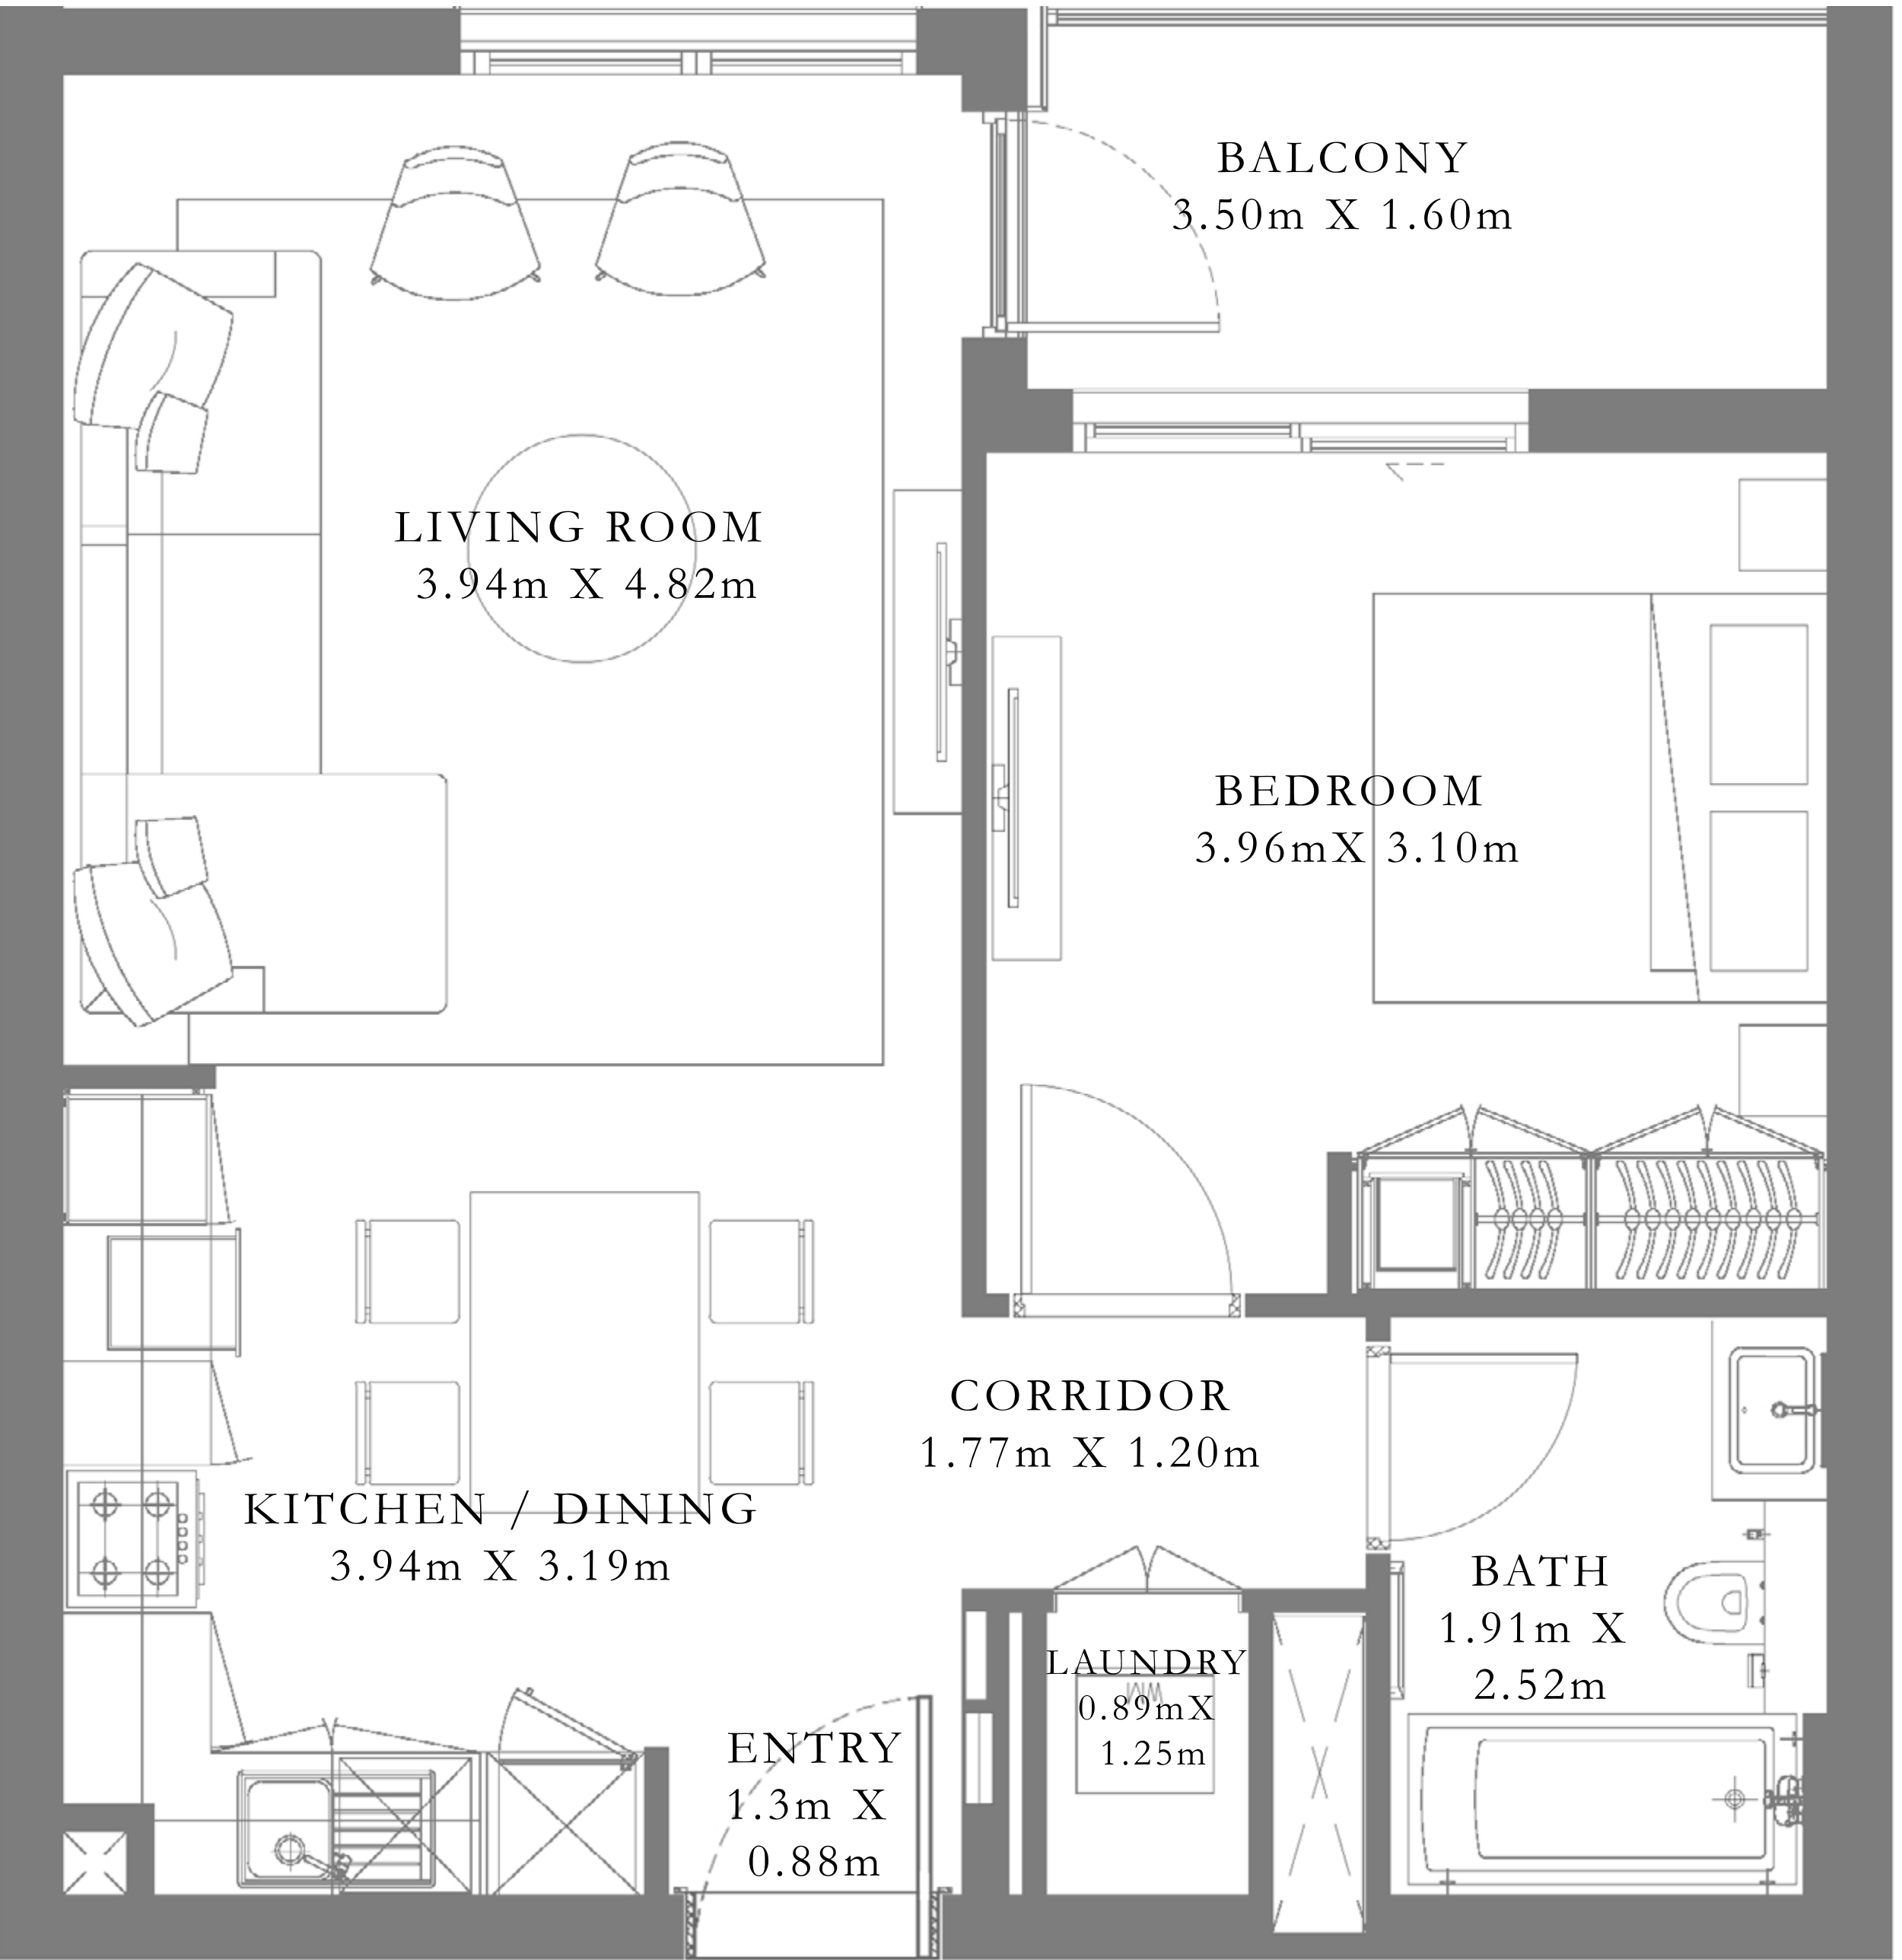 BALCONY
3.50m X 1.60m
LIVING ROOM
3.94m X 4.82m
BEDROOM
3.96mX 3.10m
CORRIDOR
1.77m X 1.20m
KITCHEN / DINING
3.94m X 3.19m
BATH
1.91m X
2.52m
LAUNDRY
WM
0.89mX
1.25m
ENTRY
1.3m X
0.88m